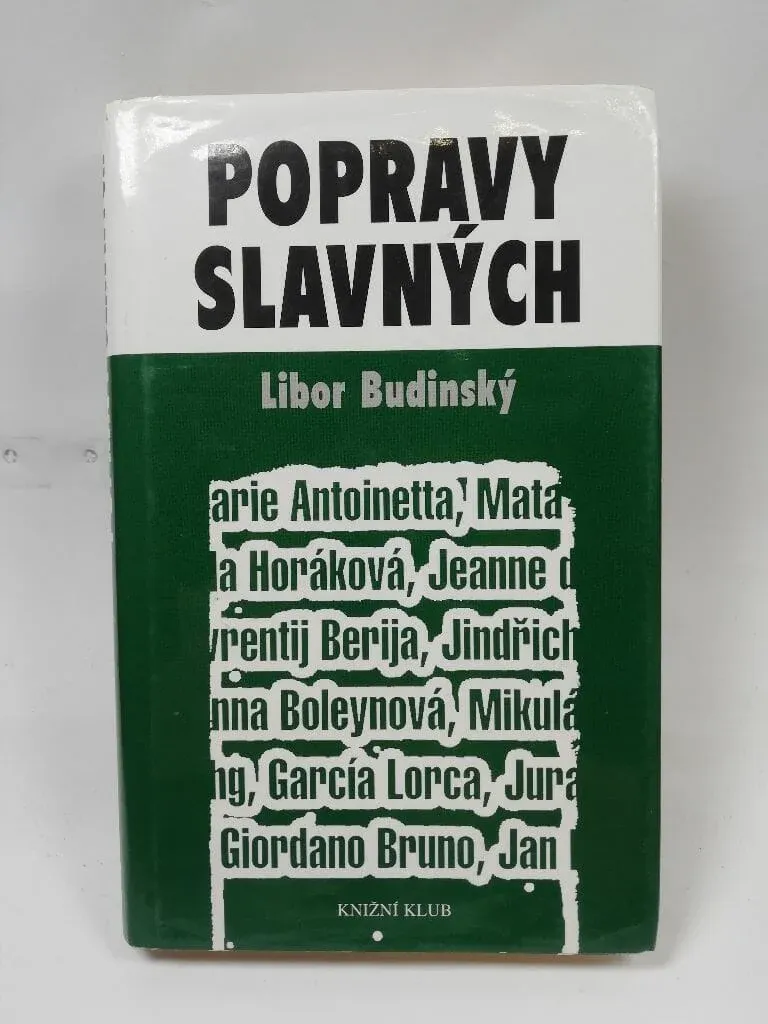 POPRAVY
SLAVNÝCH
Libor Budinský
arie Antoinetta, Mata
la Horáková, Jeanne d
vrentij Berija, Jindřich
nna Boleynová, Mikulá
ng, García Lorca, Jura
Giordano Bruno, Jan
KNIŽNÍ KLUB